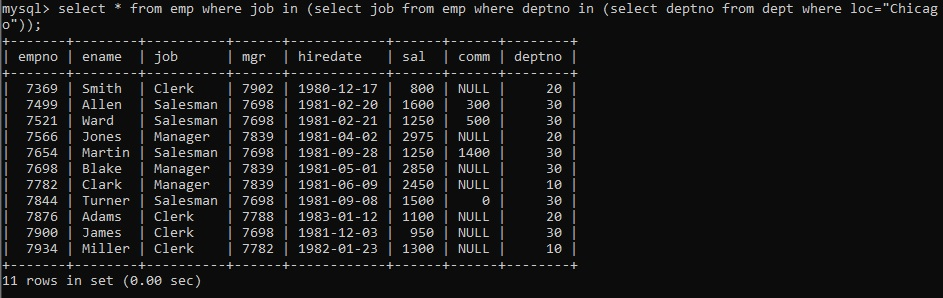 mysql> select * from emp where job in (select job from emp where deptno in (select deptno from dept where loc="Chicag
o"));
+-------+--------+----------+------+------------+------+------+--------+
| empno | ename  | job      | mgr  | hiredate   | sal  | comm | deptno |
+-------+--------+----------+------+------------+------+------+--------+
|  7369 | Smith  | Clerk    | 7902 | 1980-12-17 |  800 | NULL |     20 |
|  7499 | Allen  | Salesman | 7698 | 1981-02-20 | 1600 |  300 |     30 |
|  7521 | Ward   | Salesman | 7698 | 1981-02-21 | 1250 |  500 |     30 |
|  7566 | Jones  | Manager  | 7839 | 1981-04-02 | 2975 | NULL |     20 |
|  7654 | Martin | Salesman | 7698 | 1981-09-28 | 1250 | 1400 |     30 |
|  7698 | Blake  | Manager  | 7839 | 1981-05-01 | 2850 | NULL |     30 |
|  7782 | Clark  | Manager  | 7839 | 1981-06-09 | 2450 | NULL |     10 |
|  7844 | Turner | Salesman | 7698 | 1981-09-08 | 1500 |    0 |     30 |
|  7876 | Adams  | Clerk    | 7788 | 1983-01-12 | 1100 | NULL |     20 |
|  7900 | James  | Clerk    | 7698 | 1981-12-03 |  950 | NULL |     30 |
|  7934 | Miller | Clerk    | 7782 | 1982-01-23 | 1300 | NULL |     10 |
+-------+--------+----------+------+------------+------+------+--------+
11 rows in set (0.00 sec)